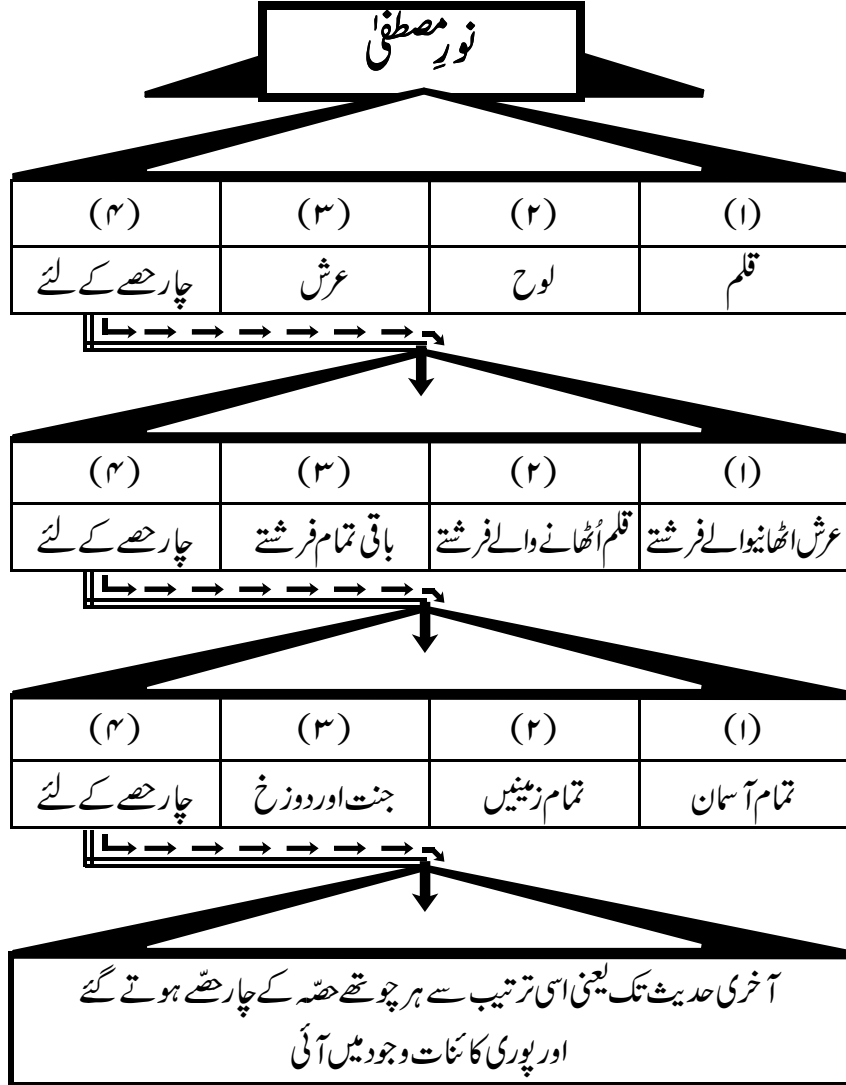 نورِ مصطفیٰ
(۱) (۲) (۳) (۴)
قلم لوح عرش چار حصے کے لئے
(۱) (۲) (۳) (۴)
عرش اٹھانیوالے فرشتے قلم اُٹھانے والے فرشتے باقی تمام فرشتے چار حصے کے لئے
(۱) (۲) (۳) (۴)
تمام آسمان تمام زمینیں جنت اور دوزخ چار حصے کے لئے
آخری حدیث تک یعنی اسی ترتیب سے ہر چوتھے حصّہ کے چار حصّے ہوتے گئے
اور پوری کائنات وجود میں آئی